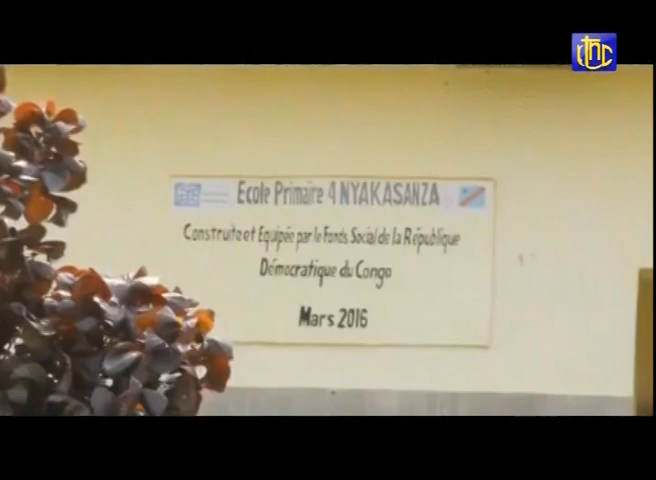 RTNC
Ecole Primaire 4 NYAKASANZA
Construite et Equipée par le Fonds Social de la République
Démocratique du Congo
Mars 2016